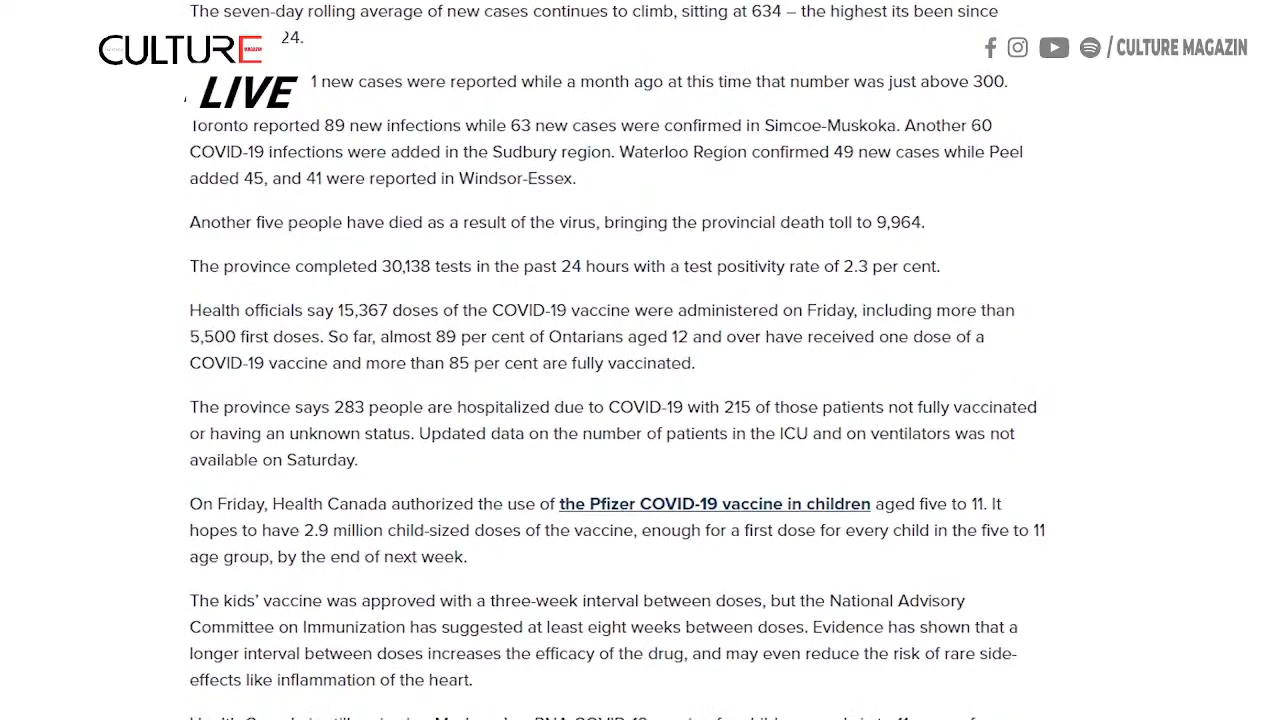 The seven-day rolling average of new cases continues to climb, sitting at 634 – the highest its been since
24.
CULTURE
MAGAZIN
/ CULTURE MAGAZIN
LIVE
1 new cases were reported while a month ago at this time that number was just above 300.
Toronto reported 89 new infections while 63 new cases were confirmed in Simcoe-Muskoka. Another 60
COVID-19 infections were added in the Sudbury region. Waterloo Region confirmed 49 new cases while Peel
added 45, and 41 were reported in Windsor-Essex.
Another five people have died as a result of the virus, bringing the provincial death toll to 9,964.
The province completed 30,138 tests in the past 24 hours with a test positivity rate of 2.3 per cent.
Health officials say 15,367 doses of the COVID-19 vaccine were administered on Friday, including more than
5,500 first doses. So far, almost 89 per cent of Ontarians aged 12 and over have received one dose of a
COVID-19 vaccine and more than 85 per cent are fully vaccinated.
The province says 283 people are hospitalized due to COVID-19 with 215 of those patients not fully vaccinated
or having an unknown status. Updated data on the number of patients in the ICU and on ventilators was not
available on Saturday.
On Friday, Health Canada authorized the use of the Pfizer COVID-19 vaccine in children aged five to 11. It
hopes to have 2.9 million child-sized doses of the vaccine, enough for a first dose for every child in the five to 11
age group, by the end of next week.
The kids' vaccine was approved with a three-week interval between doses, but the National Advisory
Committee on Immunization has suggested at least eight weeks between doses. Evidence has shown that a
longer interval between doses increases the efficacy of the drug, and may even reduce the risk of rare side-
effects like inflammation of the heart.